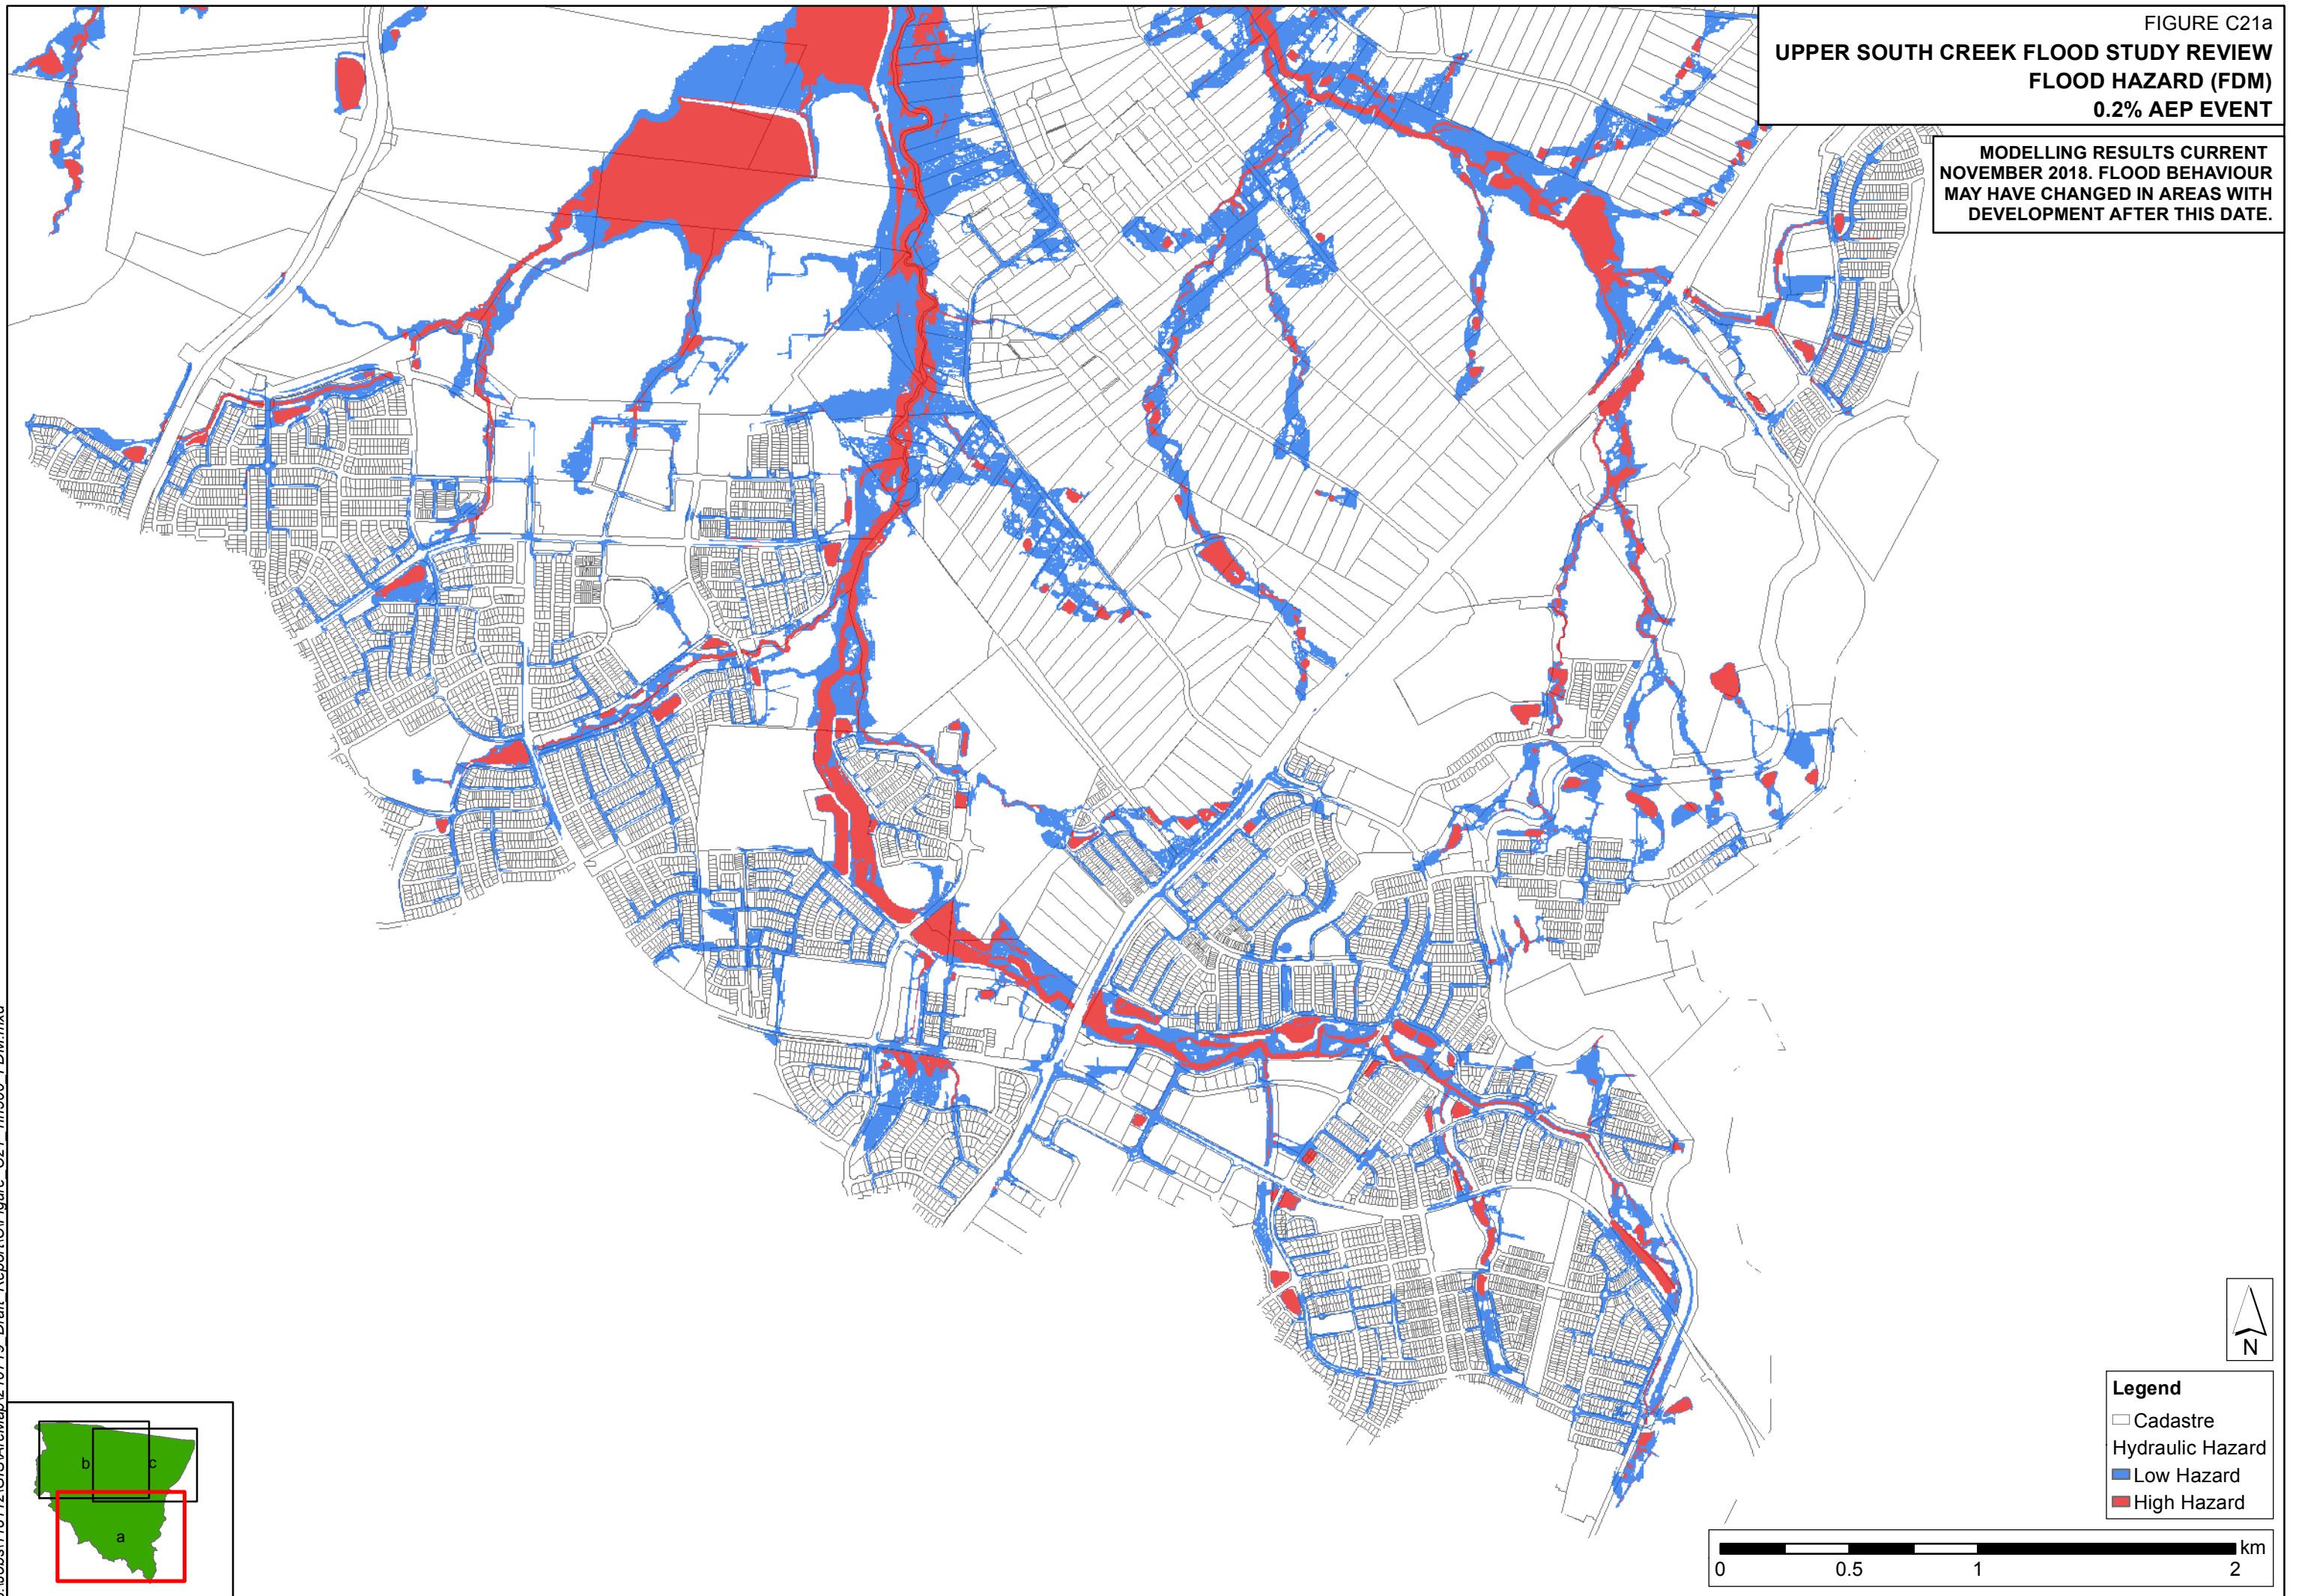 FIGURE C21a
UPPER SOUTH CREEK FLOOD STUDY REVIEW
FLOOD HAZARD (FDM)
0.2% AEP EVENT
MODELLING RESULTS CURRENT
NOVEMBER 2018. FLOOD BEHAVIOUR
MAY HAVE CHANGED IN AREAS WITH
DEVELOPMENT AFTER THIS DATE.
N
Legend
Cadastre
Hydraulic Hazard
Low Hazard
High Hazard
km
0 0.5 1 2
b c
a